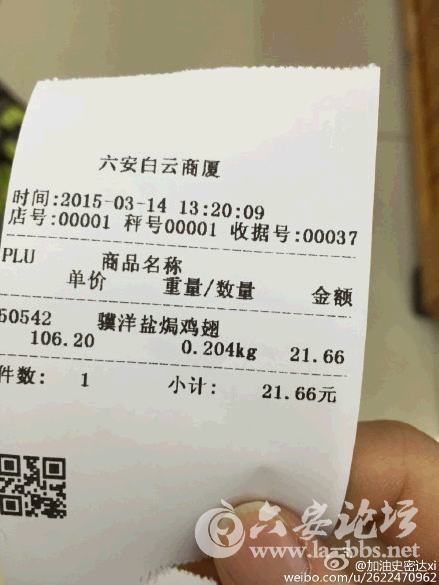 六安白云商厦
时间:2015-03-14 13:20:09
店号:00001 秤号00001 收据号:00037
PLU 商品名称
单价 重量/数量 金额
50542 骥洋盐焗鸡翅
106.20 0.204kg 21.66
件数: 1 小计: 21.66元
六安论坛
www.lazbbs.net
@加油史密达xi
weibo.com/u/2622470962